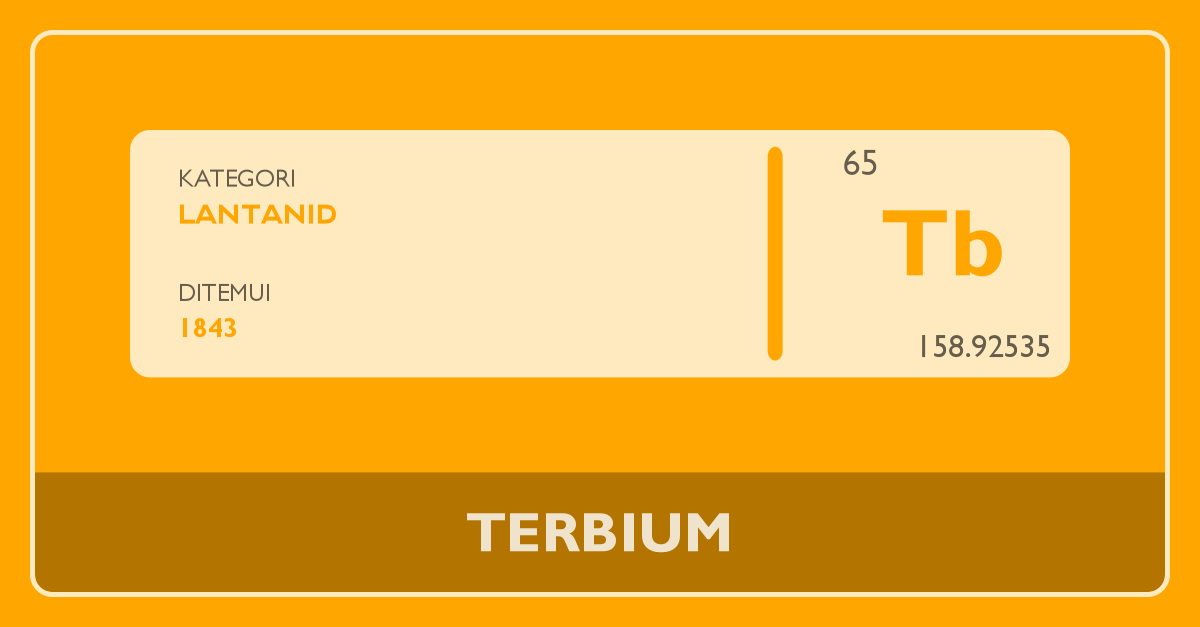 KATEGORI
LANTANID
DITEMUI
1843
65
Tb
158.92535
TERBIUM